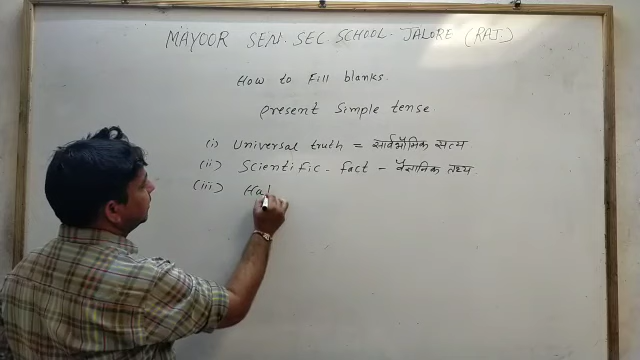 MAYOOR SEN. SEC. SCHOOL. JALORE (RAJ.)
How to Fill blanks.
Present Simple tense
(i) Universal truth = सार्वभौमिक सत्य
(ii) Scientific - fact - वैज्ञानिक तथ्य.
(iii) Ha